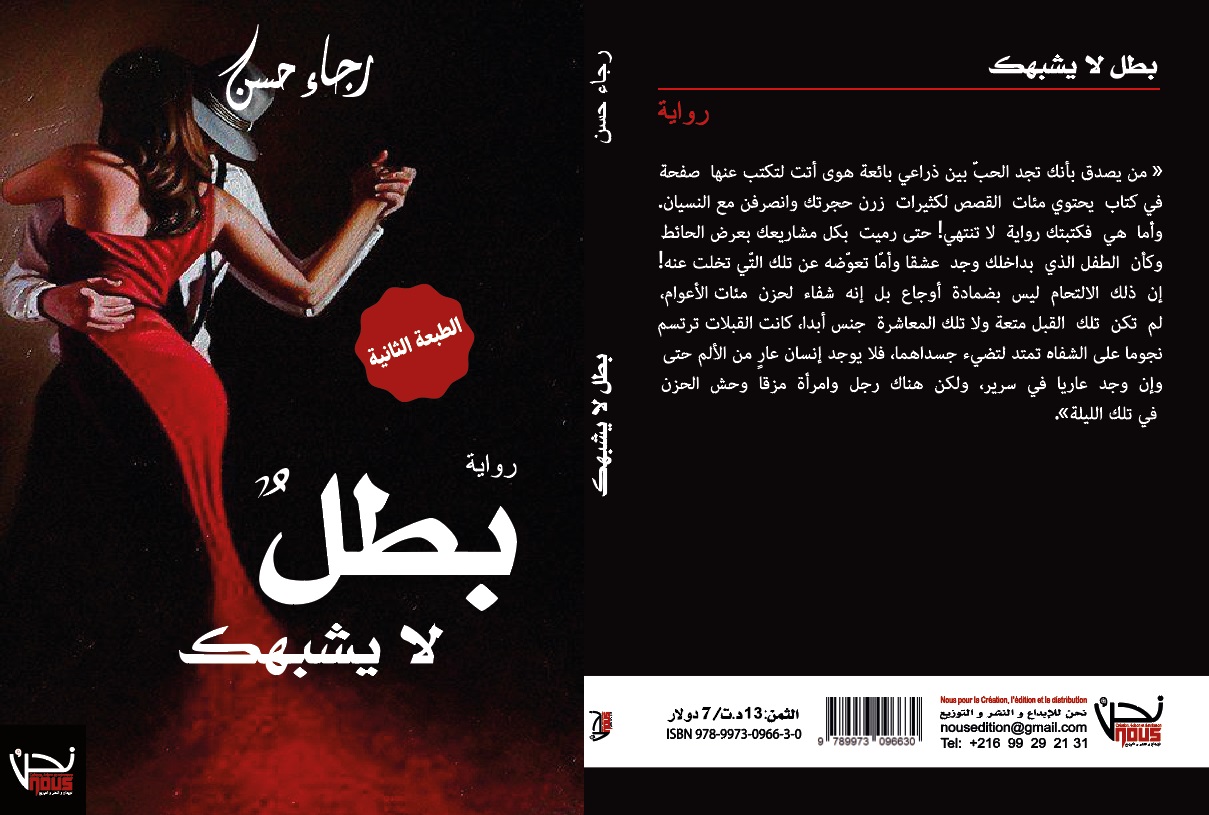 رجاء حسن
الطبعة الثانية
رواية
بطلٌ
لا يشبهك
نحن
nous
رجاء حسن
بطل لا يشبهك
بطل لا يشبهك
رواية
« من يصدق بأنك تجد الحبّ بين ذراعي بائعة هوى أتت لتكتب عنها صفحة
في كتاب يحتوي مئات القصص لكثيرات زرن حجرتك وانصرفن مع النسيان.
وأما هي فكتبتك رواية لا تنتهي! حتى رميت بكل مشاريعك بعرض الحائط
وكأن الطفل الذي بداخلك وجد عشقا وأمّا تعوّضه عن تلك التّي تخلت عنه!
إن ذلك الالتحام ليس بضمادة أوجاع بل إنه شفاء لحزن مئات الأعوام،
لم تكن تلك القبل متعة ولا تلك المعاشرة جنس أبدا، كانت القبلات ترتسم
نجوما على الشفاه تمتد لتضيء جسداهما، فلا يوجد إنسان عارٍ من الألم حتى
وإن وجد عاريا في سرير، ولكن هناك رجل وامرأة مزقا وحش الحزن
في تلك الليلة».
الثمن: 13 د.ت/ 7 دولار
ISBN 978-9973-0966-3-0
9 789973 096630
Nous pour la Création, l'édition et la distribution
نحن للإبداع و النشر و التوزيع
nousedition@gmail.com
Tel: +216 99 29 21 31
نحن
nous